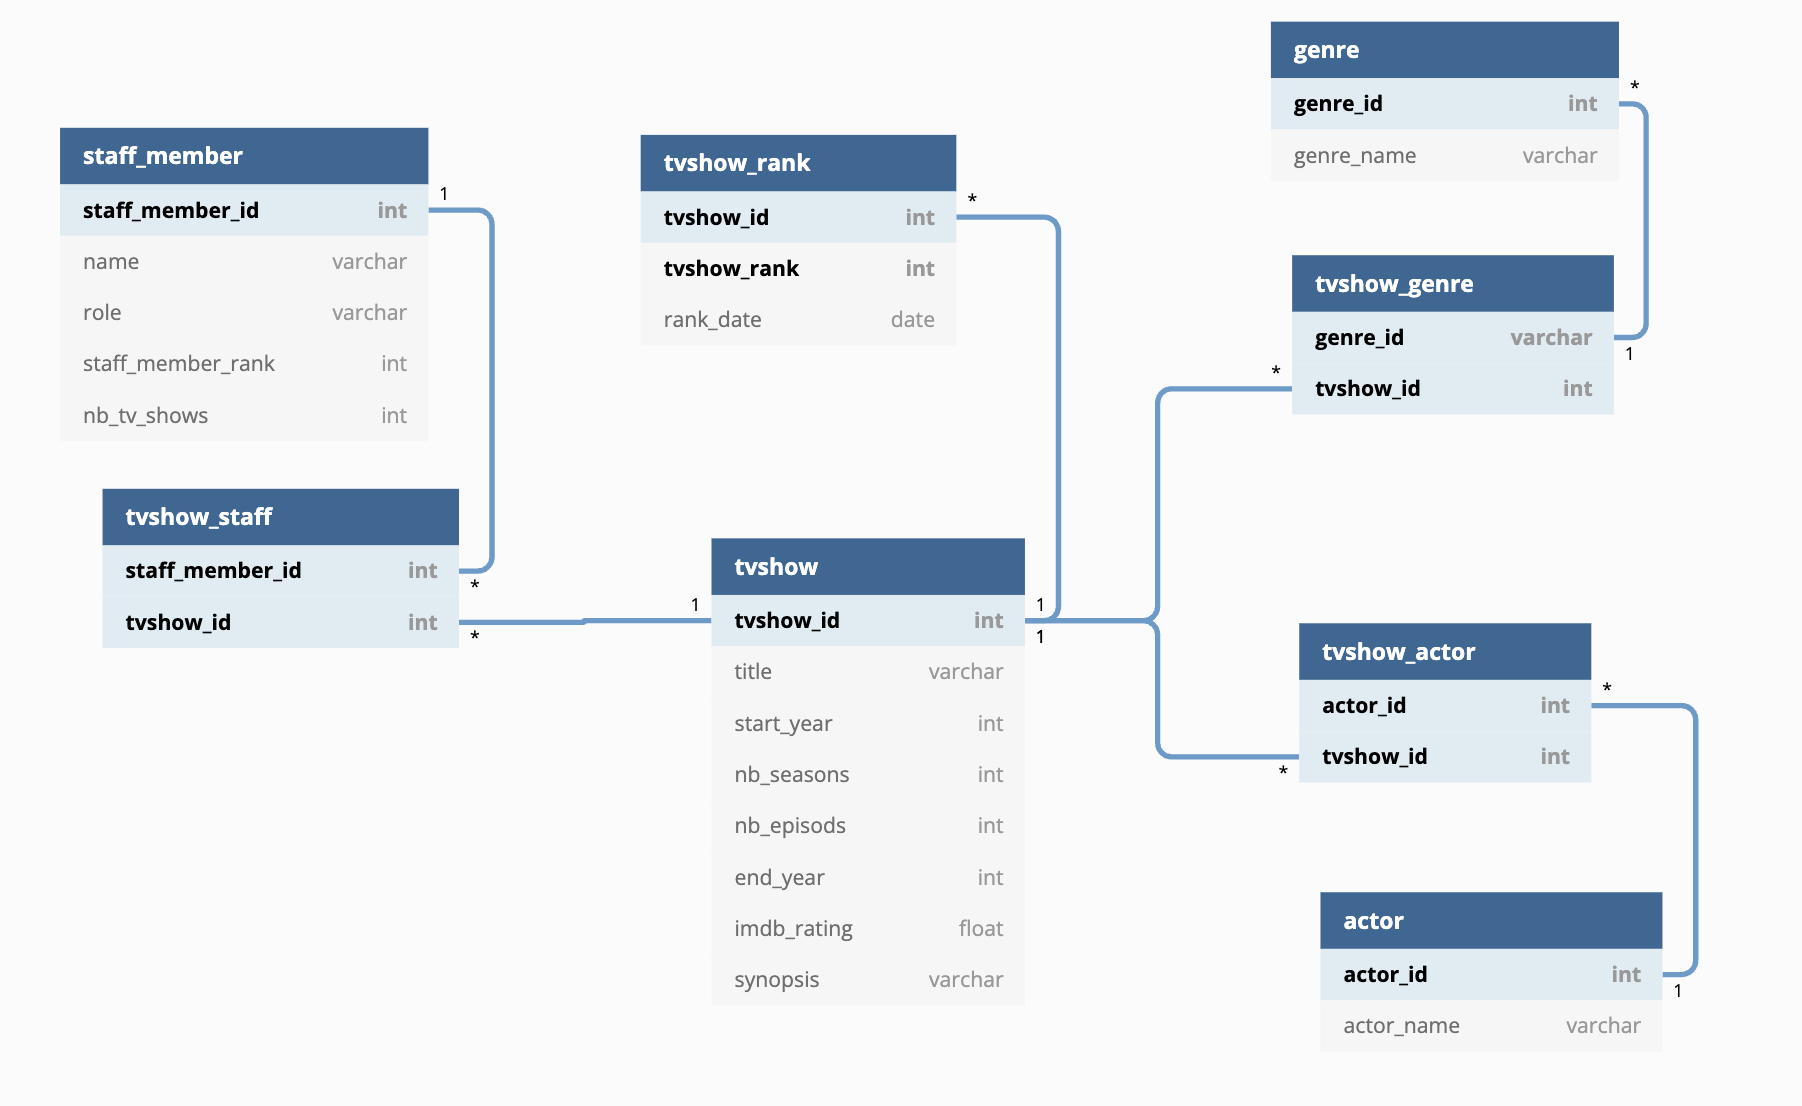 staff_member
staff_member_id int
name varchar
role varchar
staff_member_rank int
nb_tv_shows int
1
*
tvshow_staff
staff_member_id int
tvshow_id int
*
1
tvshow_rank
tvshow_id int
tvshow_rank int
rank_date date
*
1
tvshow
tvshow_id int
title varchar
start_year int
nb_seasons int
nb_episods int
end_year int
imdb_rating float
synopsis varchar
1
genre
genre_id int
genre_name varchar
*
1
tvshow_genre
genre_id varchar
tvshow_id int
*
tvshow_actor
actor_id int
tvshow_id int
*
*
actor
actor_id int
actor_name varchar
1